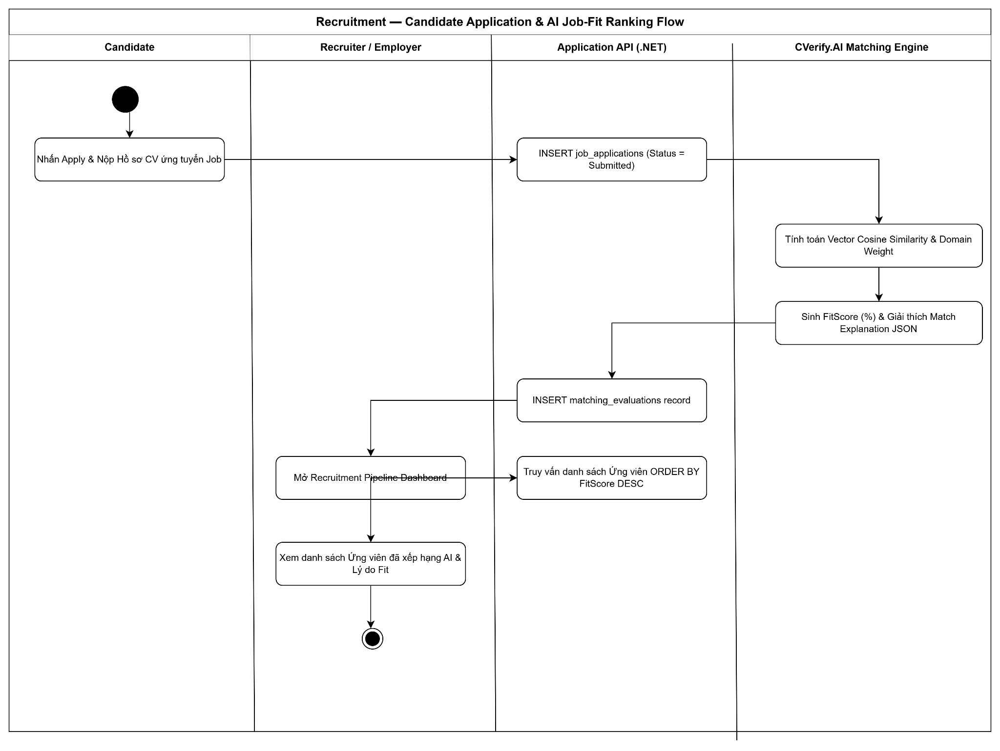 Recruitment — Candidate Application & AI Job-Fit Ranking Flow
Candidate
Recruiter / Employer
Application API (.NET)
CVerify.AI Matching Engine
Nhấn Apply & Nộp Hồ sơ CV ứng tuyển Job
INSERT job_applications (Status =
Submitted)
Tính toán Vector Cosine Similarity & Domain
Weight
Sinh FitScore (%) & Giải thích Match
Explanation JSON
INSERT matching_evaluations record
Mở Recruitment Pipeline Dashboard
Truy vấn danh sách Ứng viên ORDER BY
FitScore DESC
Xem danh sách Ứng viên đã xếp hạng AI &
Lý do Fit